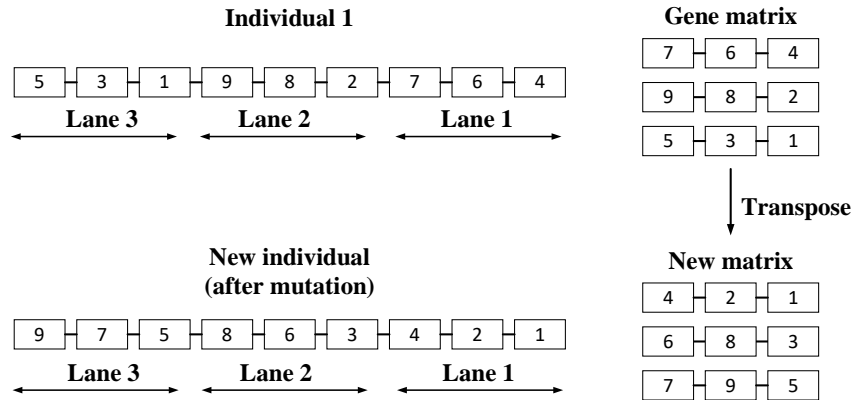 Individual 1
5 3 1 9 8 2 7 6 4
Lane 3 Lane 2 Lane 1
Gene matrix
7 6 4
9 8 2
5 3 1
Transpose
New individual
(after mutation)
9 7 5 8 6 3 4 2 1
Lane 3 Lane 2 Lane 1
New matrix
4 2 1
6 8 3
7 9 5